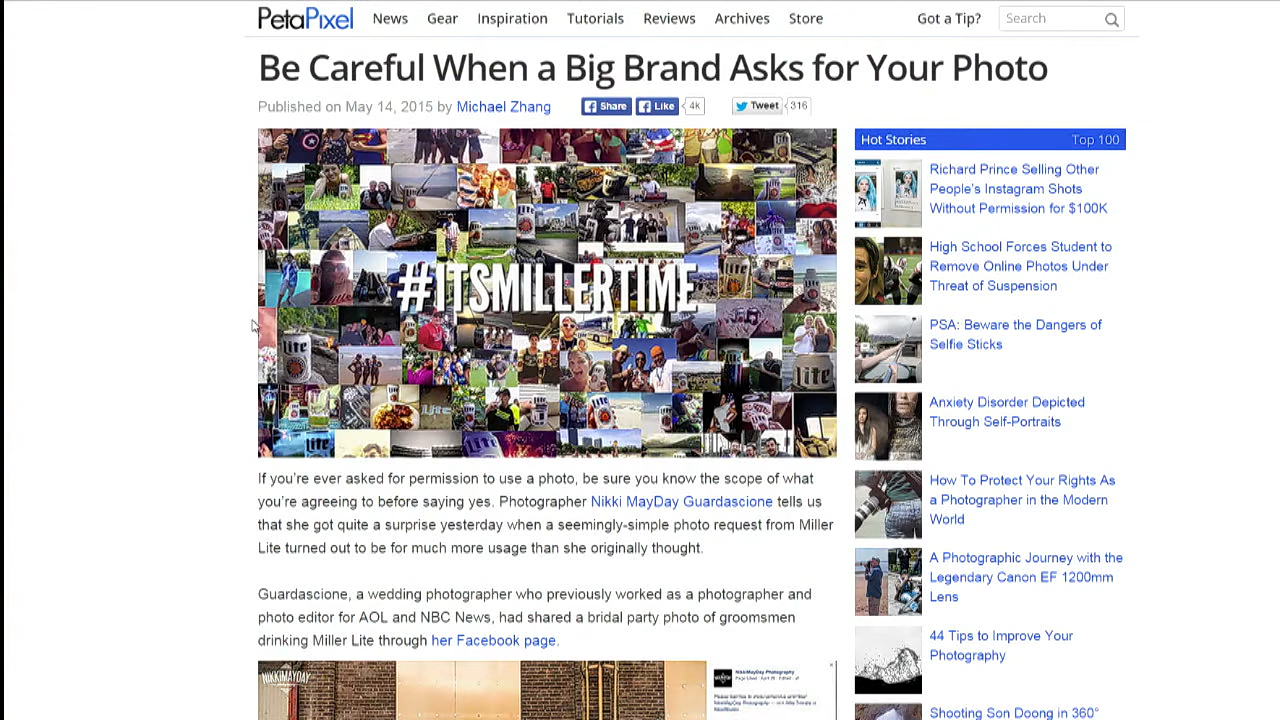 PetaPixel News Gear Inspiration Tutorials Reviews Archives Store Got a Tip? Search
Be Careful When a Big Brand Asks for Your Photo
Published on May 14, 2015 by Michael Zhang Share Like 4k Tweet 316
#ITSMILLERTIME
Lite
lite
If you're ever asked for permission to use a photo, be sure you know the scope of what
you're agreeing to before saying yes. Photographer Nikki MayDay Guardascione tells us
that she got quite a surprise yesterday when a seemingly-simple photo request from Miller
Lite turned out to be for much more usage than she originally thought.
Guardascione, a wedding photographer who previously worked as a photographer and
photo editor for AOL and NBC News, had shared a bridal party photo of groomsmen
drinking Miller Lite through her Facebook page.
NIKKIMAYDAY
NikkiMayDay Photography
Hot Stories Top 100
Richard Prince Selling Other
People's Instagram Shots
Without Permission for $100K
High School Forces Student to
Remove Online Photos Under
Threat of Suspension
PSA: Beware the Dangers of
Selfie Sticks
Anxiety Disorder Depicted
Through Self-Portraits
How To Protect Your Rights As
a Photographer in the Modern
World
A Photographic Journey with the
Legendary Canon EF 1200mm
Lens
44 Tips to Improve Your
Photography
Shooting Son Doong in 360°